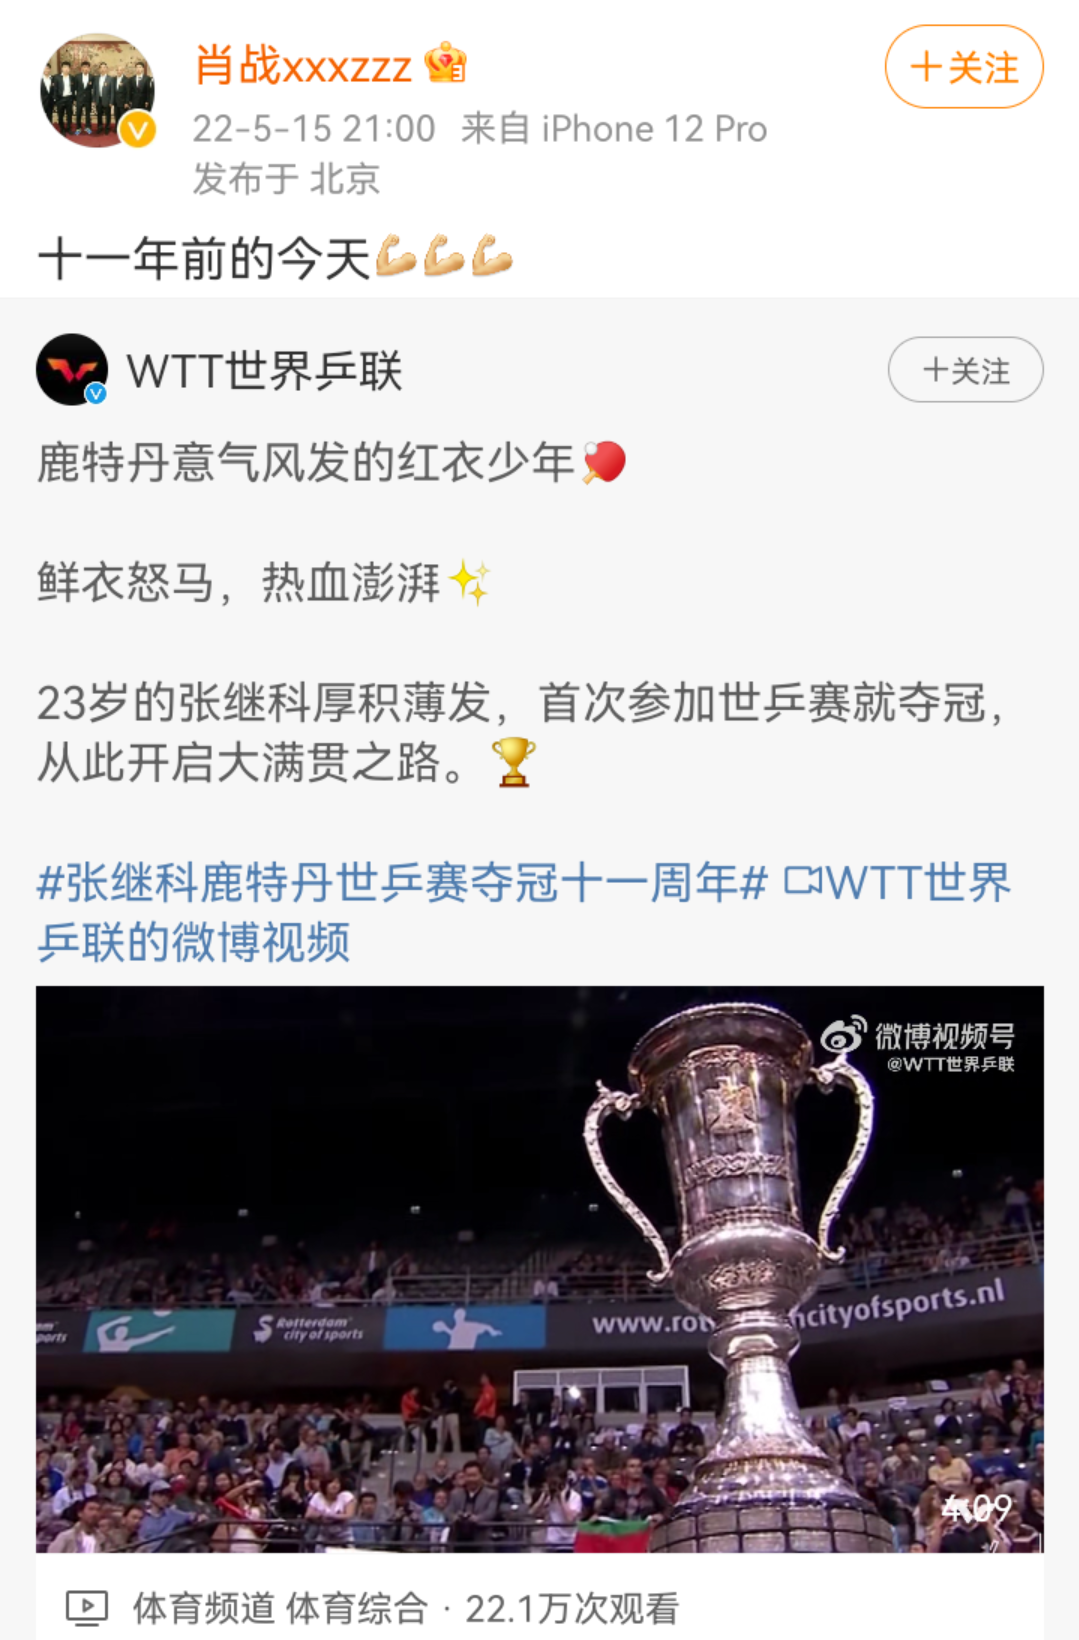 肖战xxxzzz
+关注
22-5-15 21:00 来自 iPhone 12 Pro
发布于 北京
十一年前的今天💪💪💪
WTT世界乒联
+关注
鹿特丹意气风发的红衣少年🏓
鲜衣怒马，热血澎湃✨
23岁的张继科厚积薄发，首次参加世乒赛就夺冠，
从此开启大满贯之路。🏆
#张继科鹿特丹世乒赛夺冠十一周年# WTT世界
乒联的微博视频
微博视频号
@WTT世界乒联
Rotterdam
city of sports
cityofsports.nl
体育频道 体育综合 · 22.1万次观看